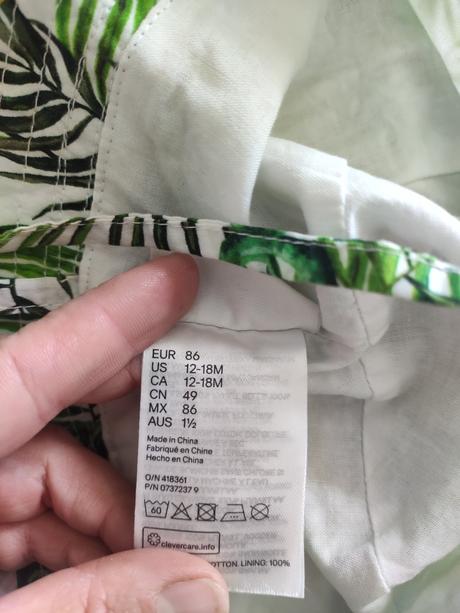 EUR 86
US 12-18M
CA 12-18M
CN 49
MX 86
AUS 1½
Made in China
Fabriqué en Chine
Hecho en China
O/N 418361
P/N 0737237 9
60
clevercare.info
COTTON. LINING: 100%